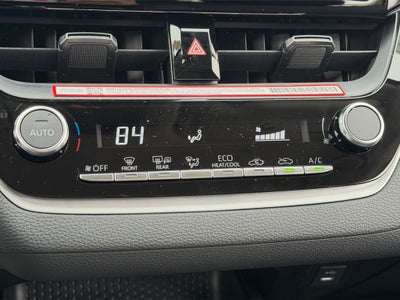 AUTO
84
OFF
FRONT
REAR
ECO
HEAT/COOL
A/C